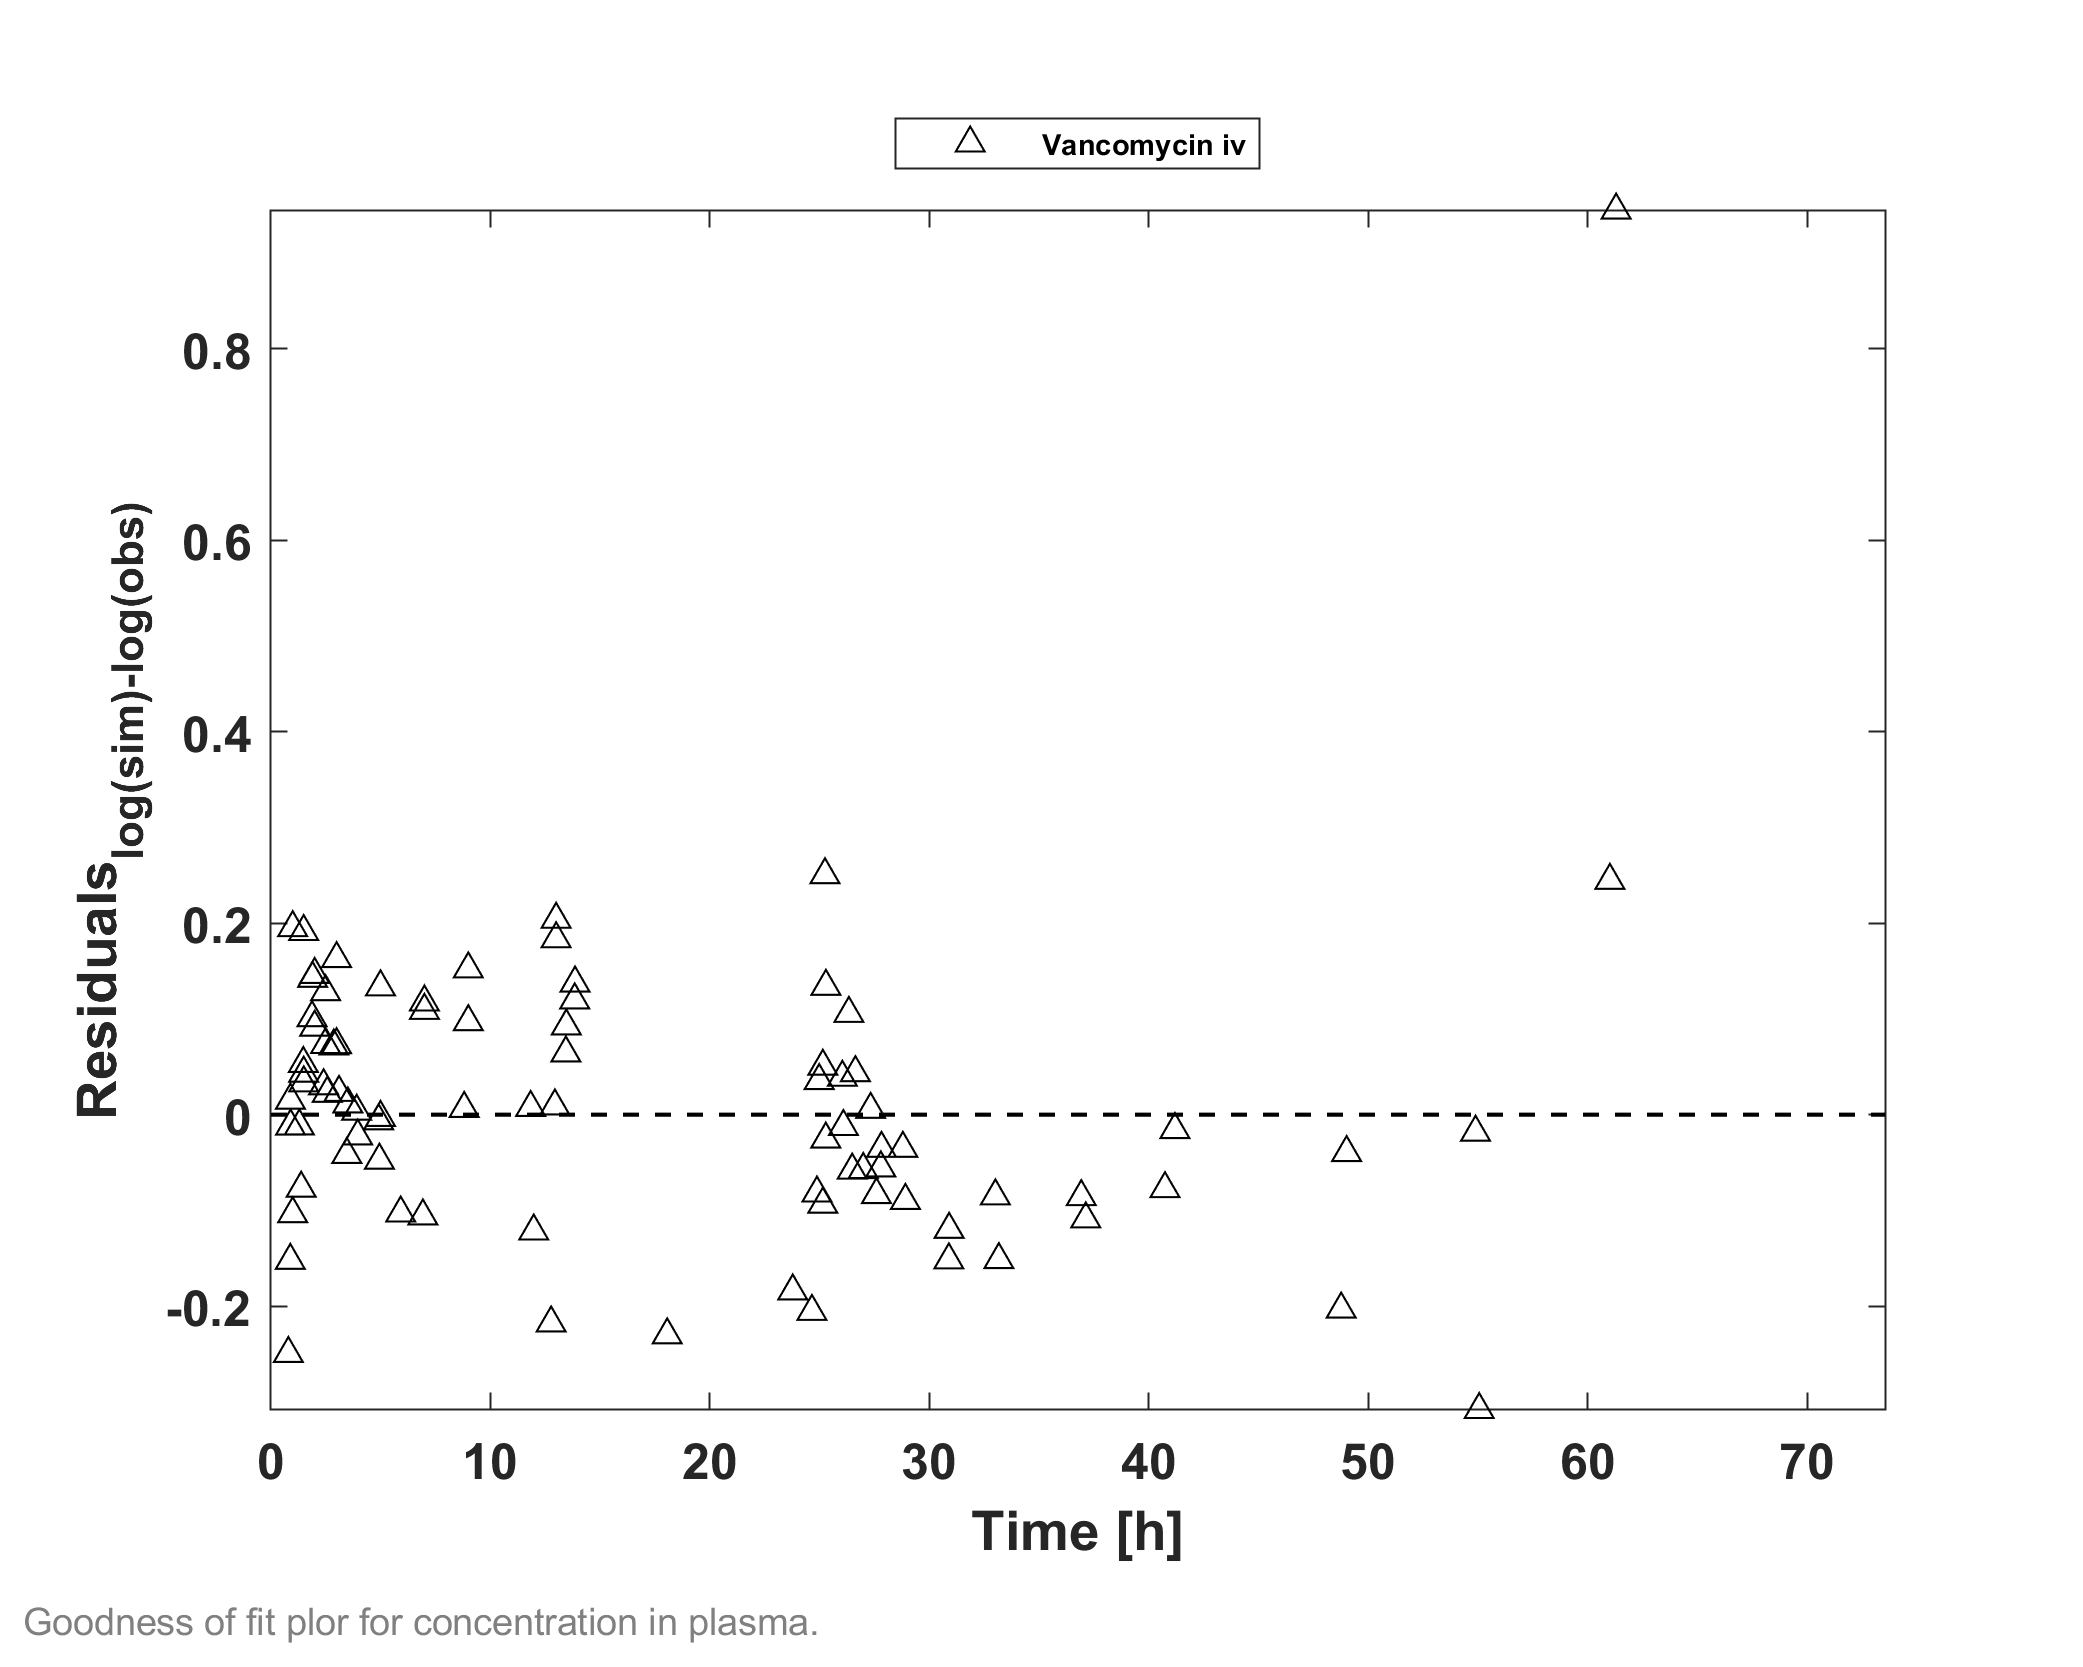 Vancomycin iv
Residuals log(sim)-log(obs)
0.8
0.6
0.4
0.2
0
-0.2
0 10 20 30 40 50 60 70
Time [h]
Goodness of fit plor for concentration in plasma.